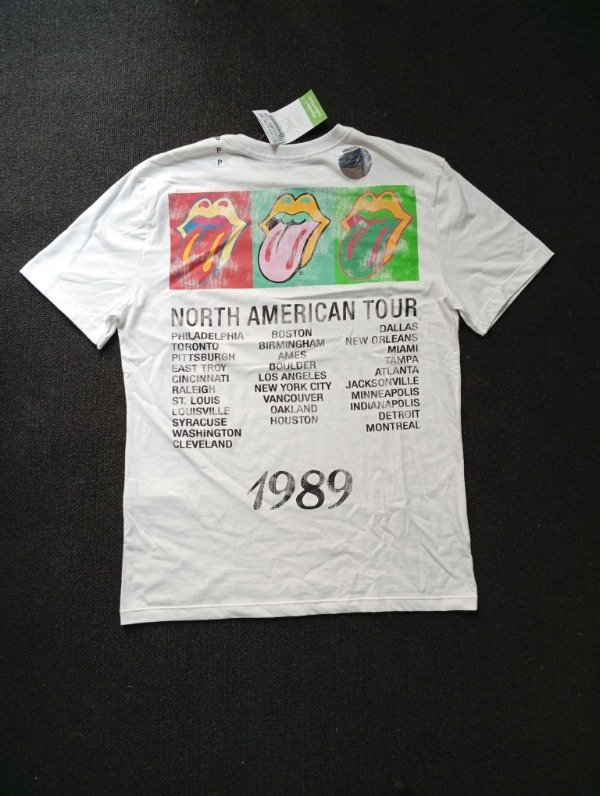 NORTH AMERICAN TOUR
PHILADELPHIA
TORONTO
PITTSBURGH
EAST TROY
CINCINNATI
RALEIGH
ST. LOUIS
LOUISVILLE
SYRACUSE
WASHINGTON
CLEVELAND
BOSTON
BIRMINGHAM
AMES
BOULDER
LOS ANGELES
NEW YORK CITY
VANCOUVER
OAKLAND
HOUSTON
DALLAS
NEW ORLEANS
MIAMI
TAMPA
ATLANTA
JACKSONVILLE
MINNEAPOLIS
INDIANAPOLIS
DETROIT
MONTREAL
1989